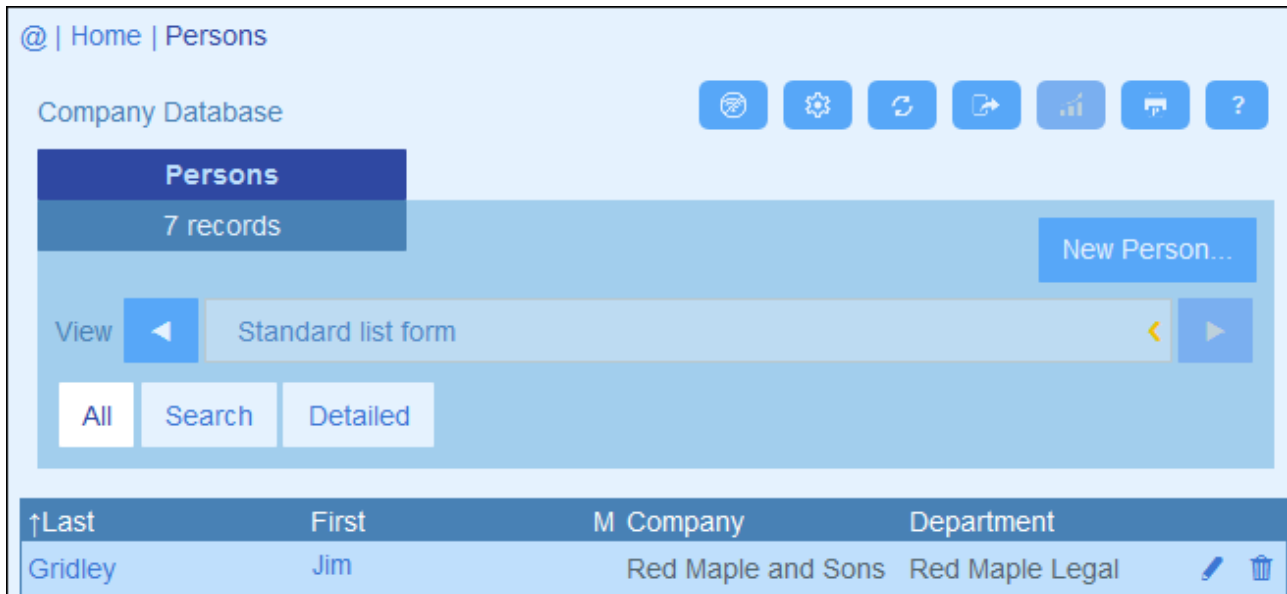 @ | Home | Persons
Company Database
?
Persons
7 records
New Person...
View Standard list form
All Search Detailed
↑Last First M Company Department
Gridley Jim Red Maple and Sons Red Maple Legal